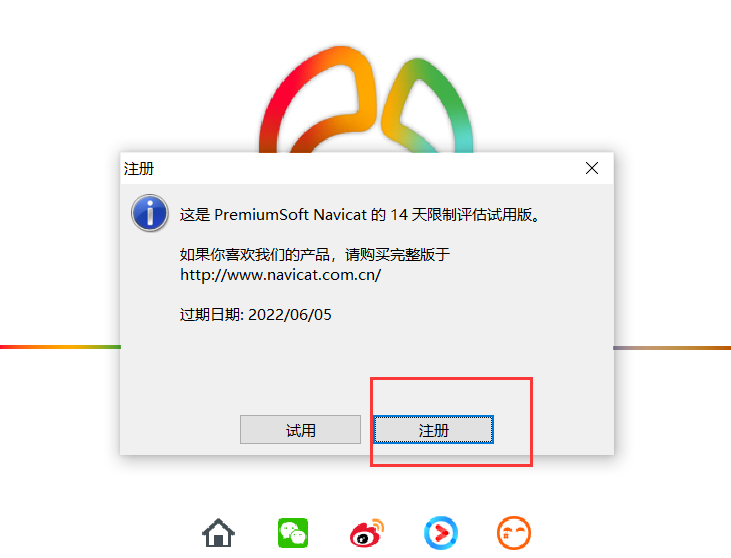 注册
这是 PremiumSoft Navicat 的 14 天限制评估试用版。
如果你喜欢我们的产品，请购买完整版于
http://www.navicat.com.cn/
过期日期: 2022/06/05
试用
注册